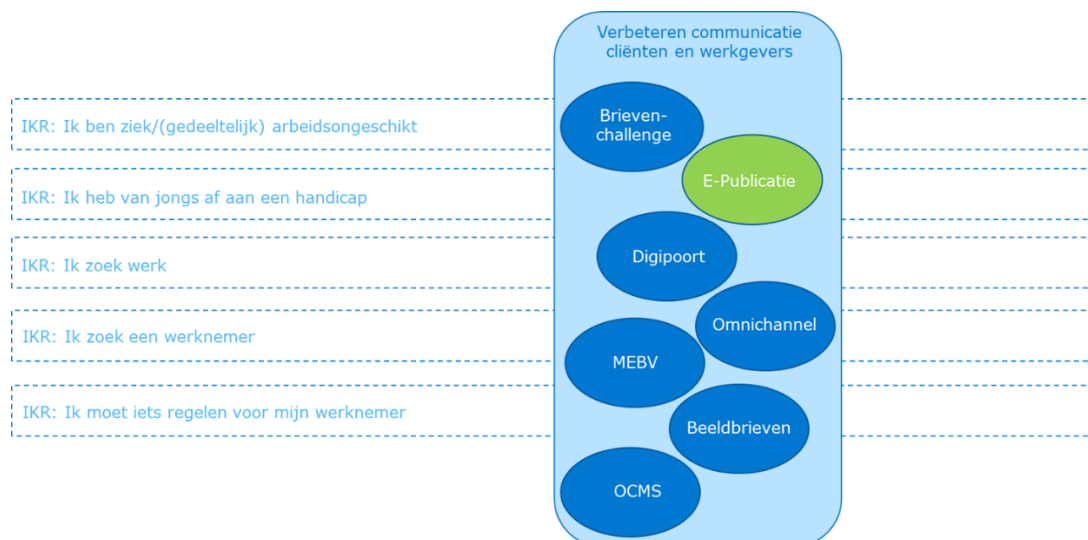 Verbeteren communicatie
cliënten en werkgevers
Brieven-
challenge
IKR: Ik ben ziek/(gedeeltelijk) arbeidsongeschikt
E-Publicatie
IKR: Ik heb van jongs af aan een handicap
Digipoort
IKR: Ik zoek werk
Omnichannel
IKR: Ik zoek een werknemer
MEBV
IKR: Ik moet iets regelen voor mijn werknemer
Beeldbrieven
OCMS